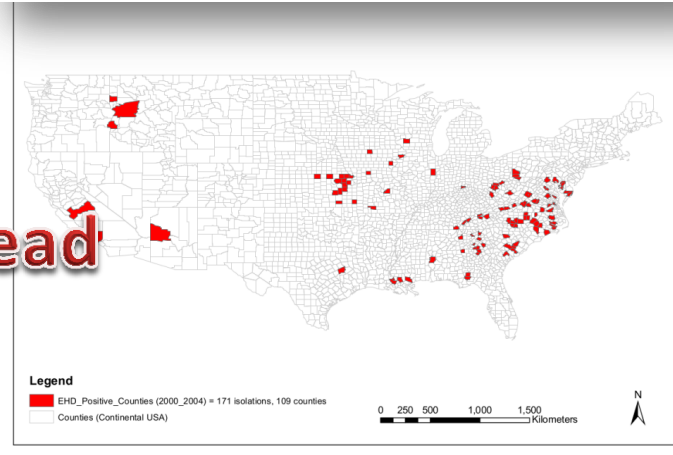 ead
Legend
EHD_Positive_Counties (2000_2004) = 171 isolations, 109 counties
Counties (Continental USA)
0 250 500 1,000 1,500
Kilometers
N